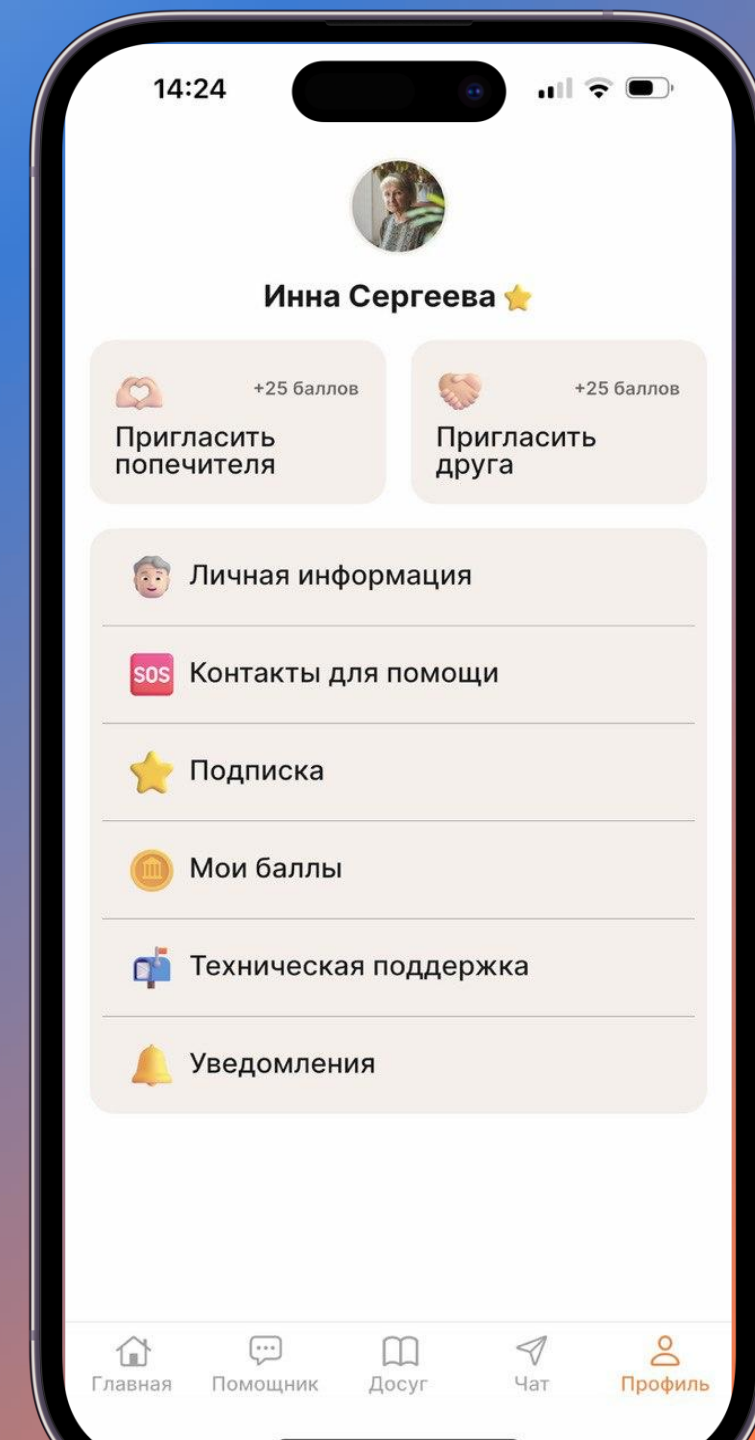 14:24
Инна Сергеева
+25 баллов
Пригласить
попечителя
+25 баллов
Пригласить
друга
Личная информация
SOS Контакты для помощи
Подписка
Мои баллы
Техническая поддержка
Уведомления
Главная Помощник Досуг Чат Профиль